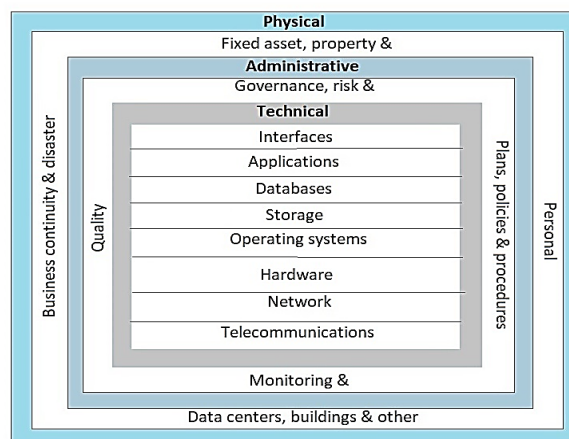 Physical
Fixed asset, property &
Administrative
Governance, risk &
Technical
Interfaces
Applications
Databases
Storage
Operating systems
Hardware
Network
Telecommunications
Business continuity & disaster
Quality
Plans, policies & procedures
Personal
Monitoring &
Data centers, buildings & other